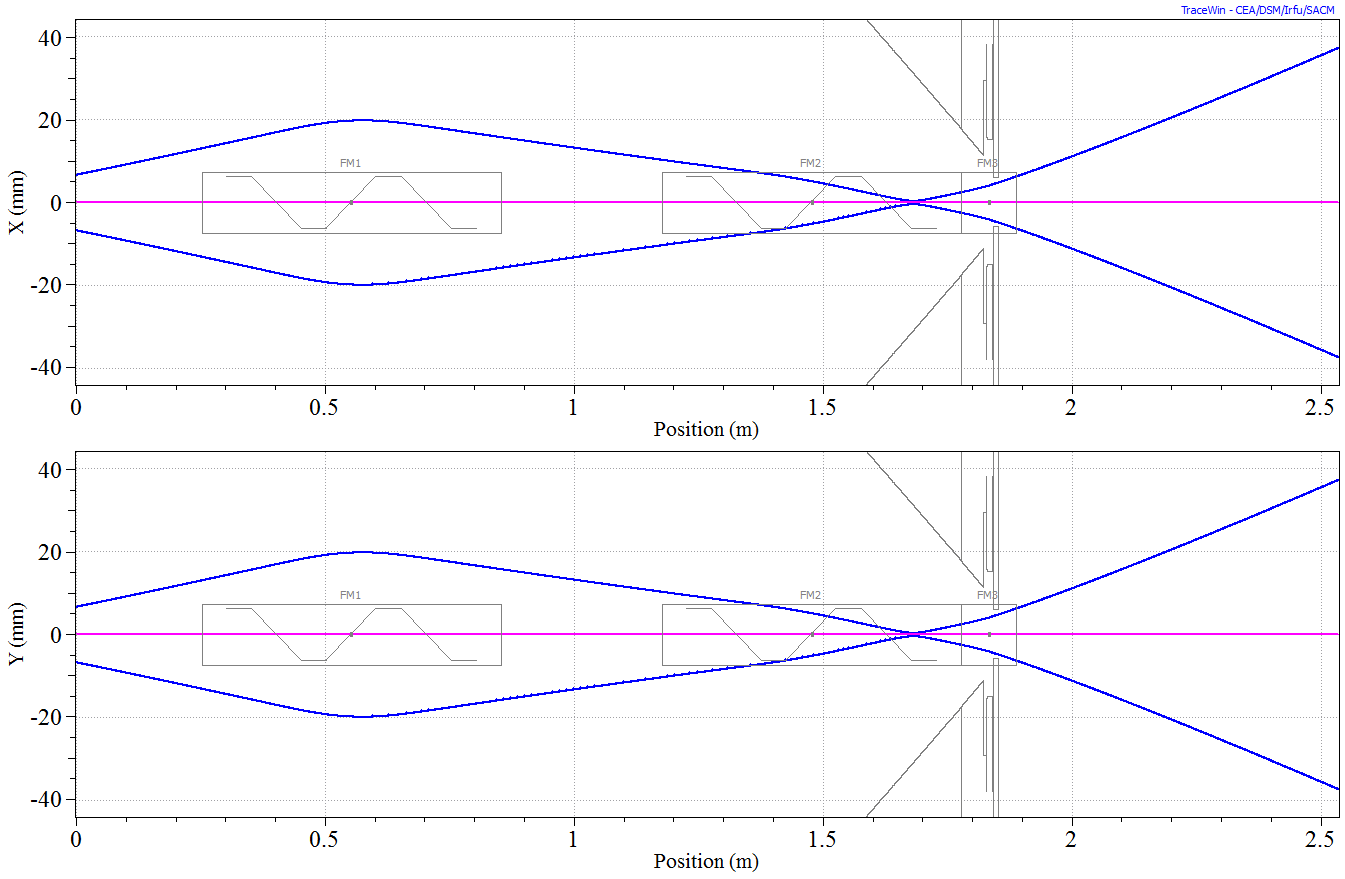 TraceWin - CEA/DSM/Irfu/SACM
40
20
0
-20
-40
X (mm)
FM1
FM2
FM3
0
0.5
1
1.5
2
2.5
Position (m)
40
20
0
-20
-40
Y (mm)
FM1
FM2
FM3
0
0.5
1
1.5
2
2.5
Position (m)